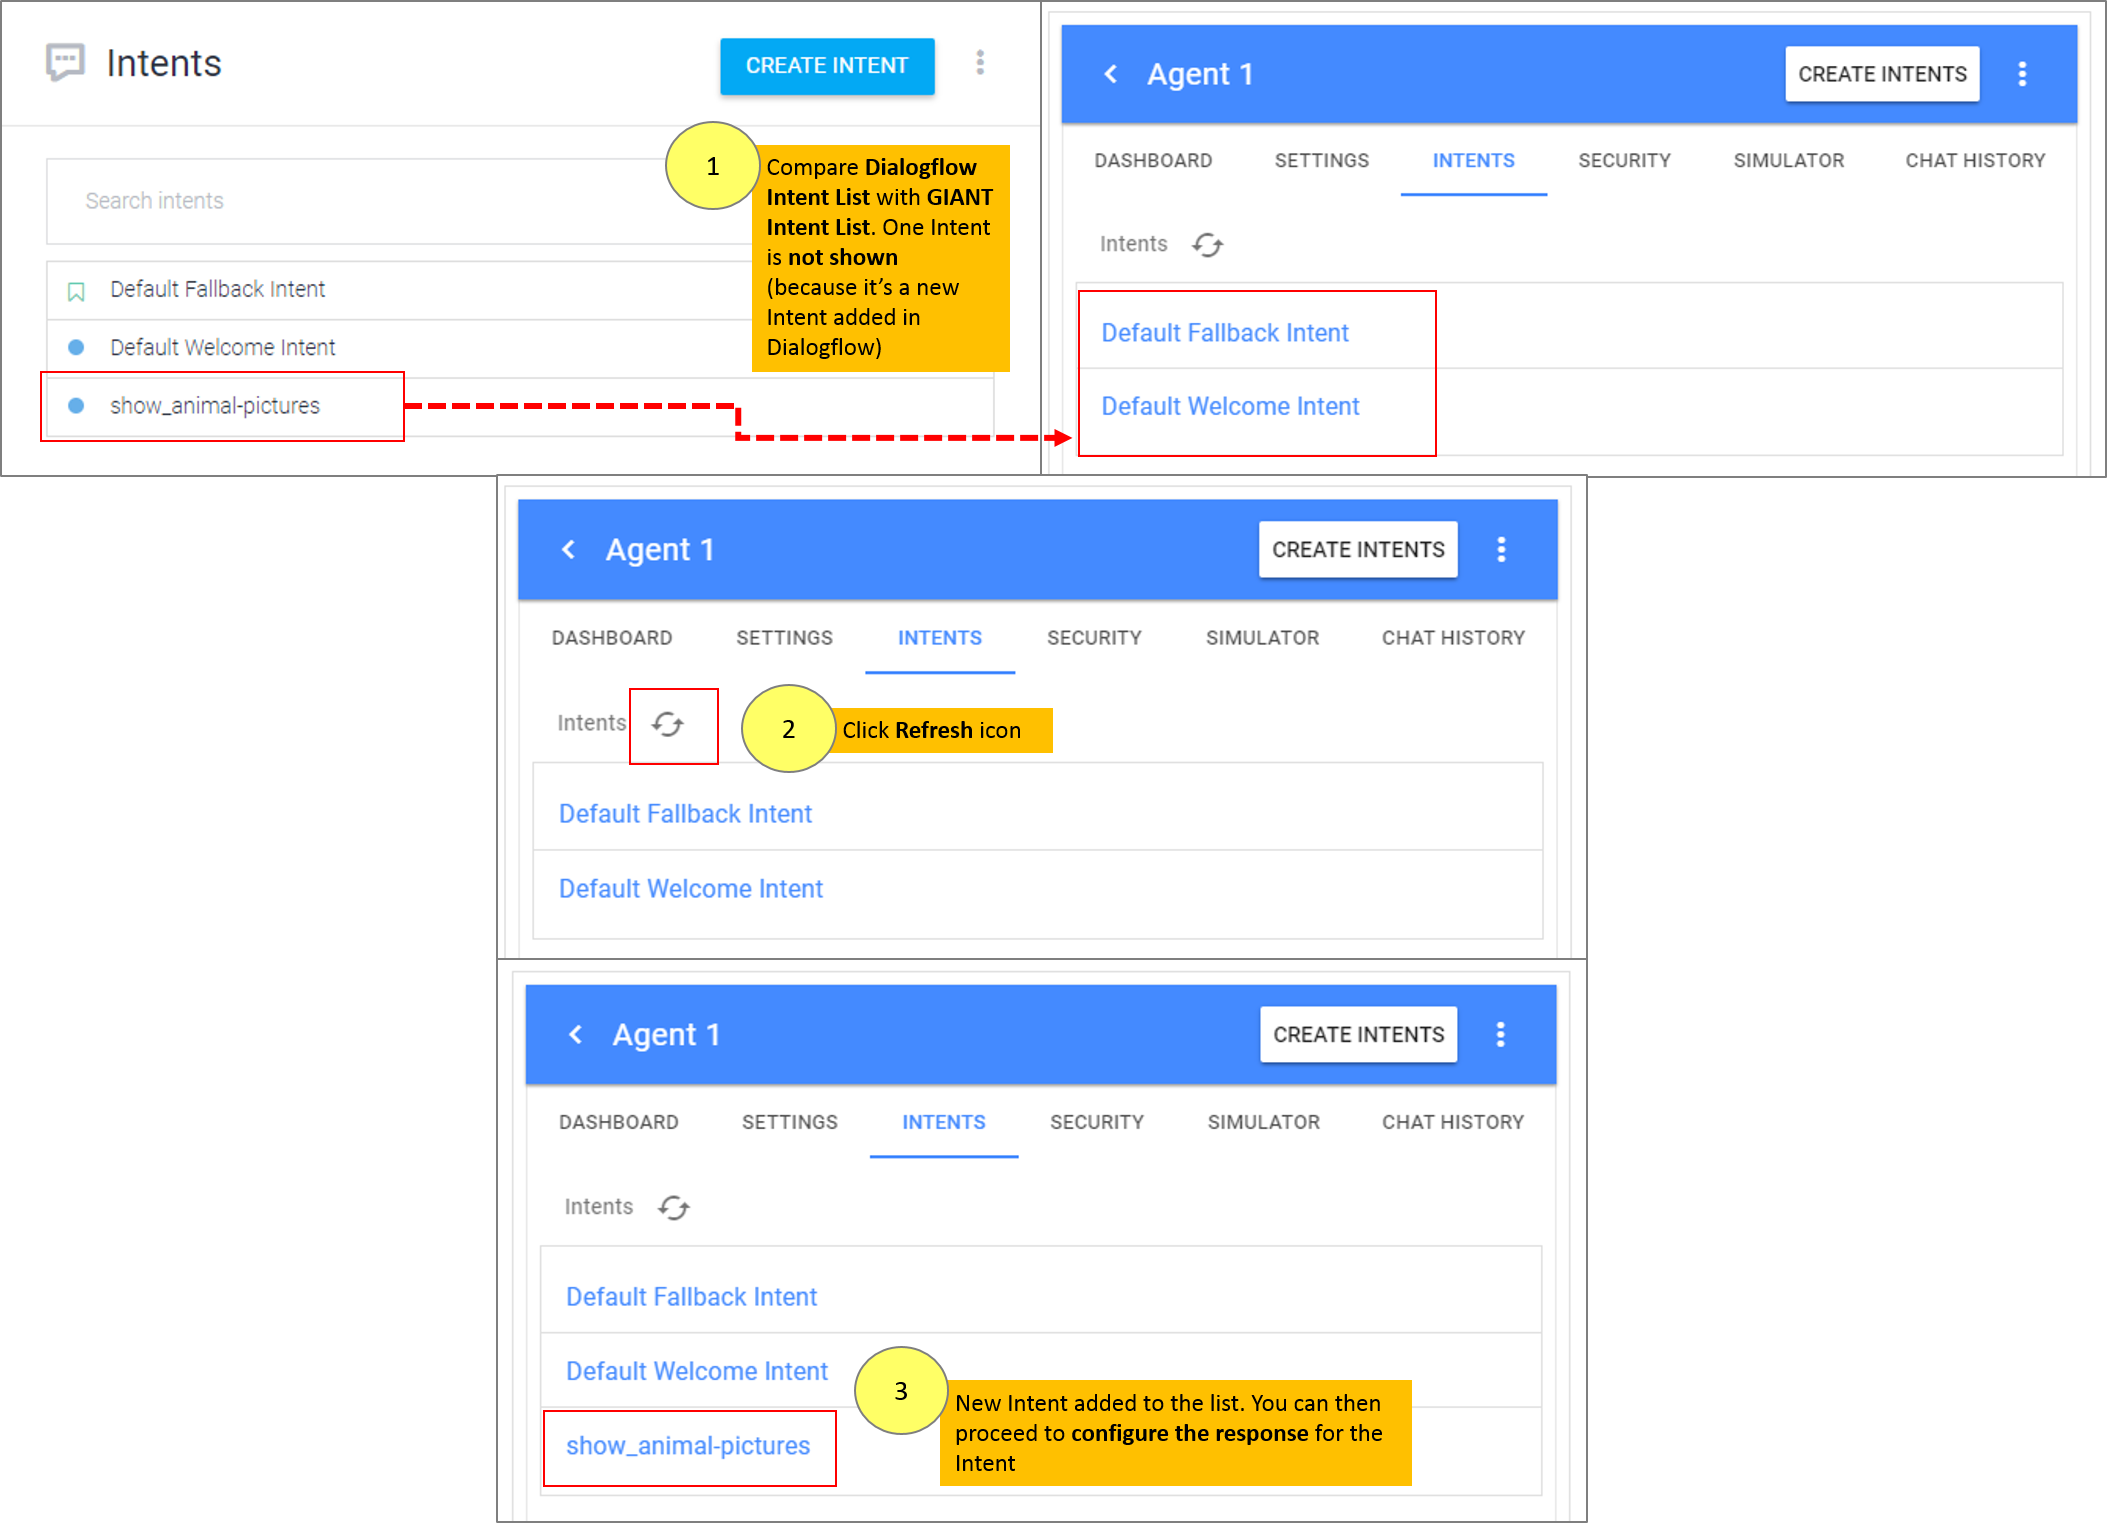 Intents
CREATE INTENT
Search intents
Default Fallback Intent
Default Welcome Intent
show_animal-pictures
1
Compare Dialogflow
Intent List with GIANT
Intent List. One Intent
is not shown
(because it’s a new
Intent added in
Dialogflow)
Agent 1
CREATE INTENTS
DASHBOARD SETTINGS INTENTS SECURITY SIMULATOR CHAT HISTORY
Intents
Default Fallback Intent
Default Welcome Intent
Agent 1
CREATE INTENTS
DASHBOARD SETTINGS INTENTS SECURITY SIMULATOR CHAT HISTORY
Intents
2
Click Refresh icon
Default Fallback Intent
Default Welcome Intent
Agent 1
CREATE INTENTS
DASHBOARD SETTINGS INTENTS SECURITY SIMULATOR CHAT HISTORY
Intents
Default Fallback Intent
Default Welcome Intent
show_animal-pictures
3
New Intent added to the list. You can then
proceed to configure the response for the
Intent